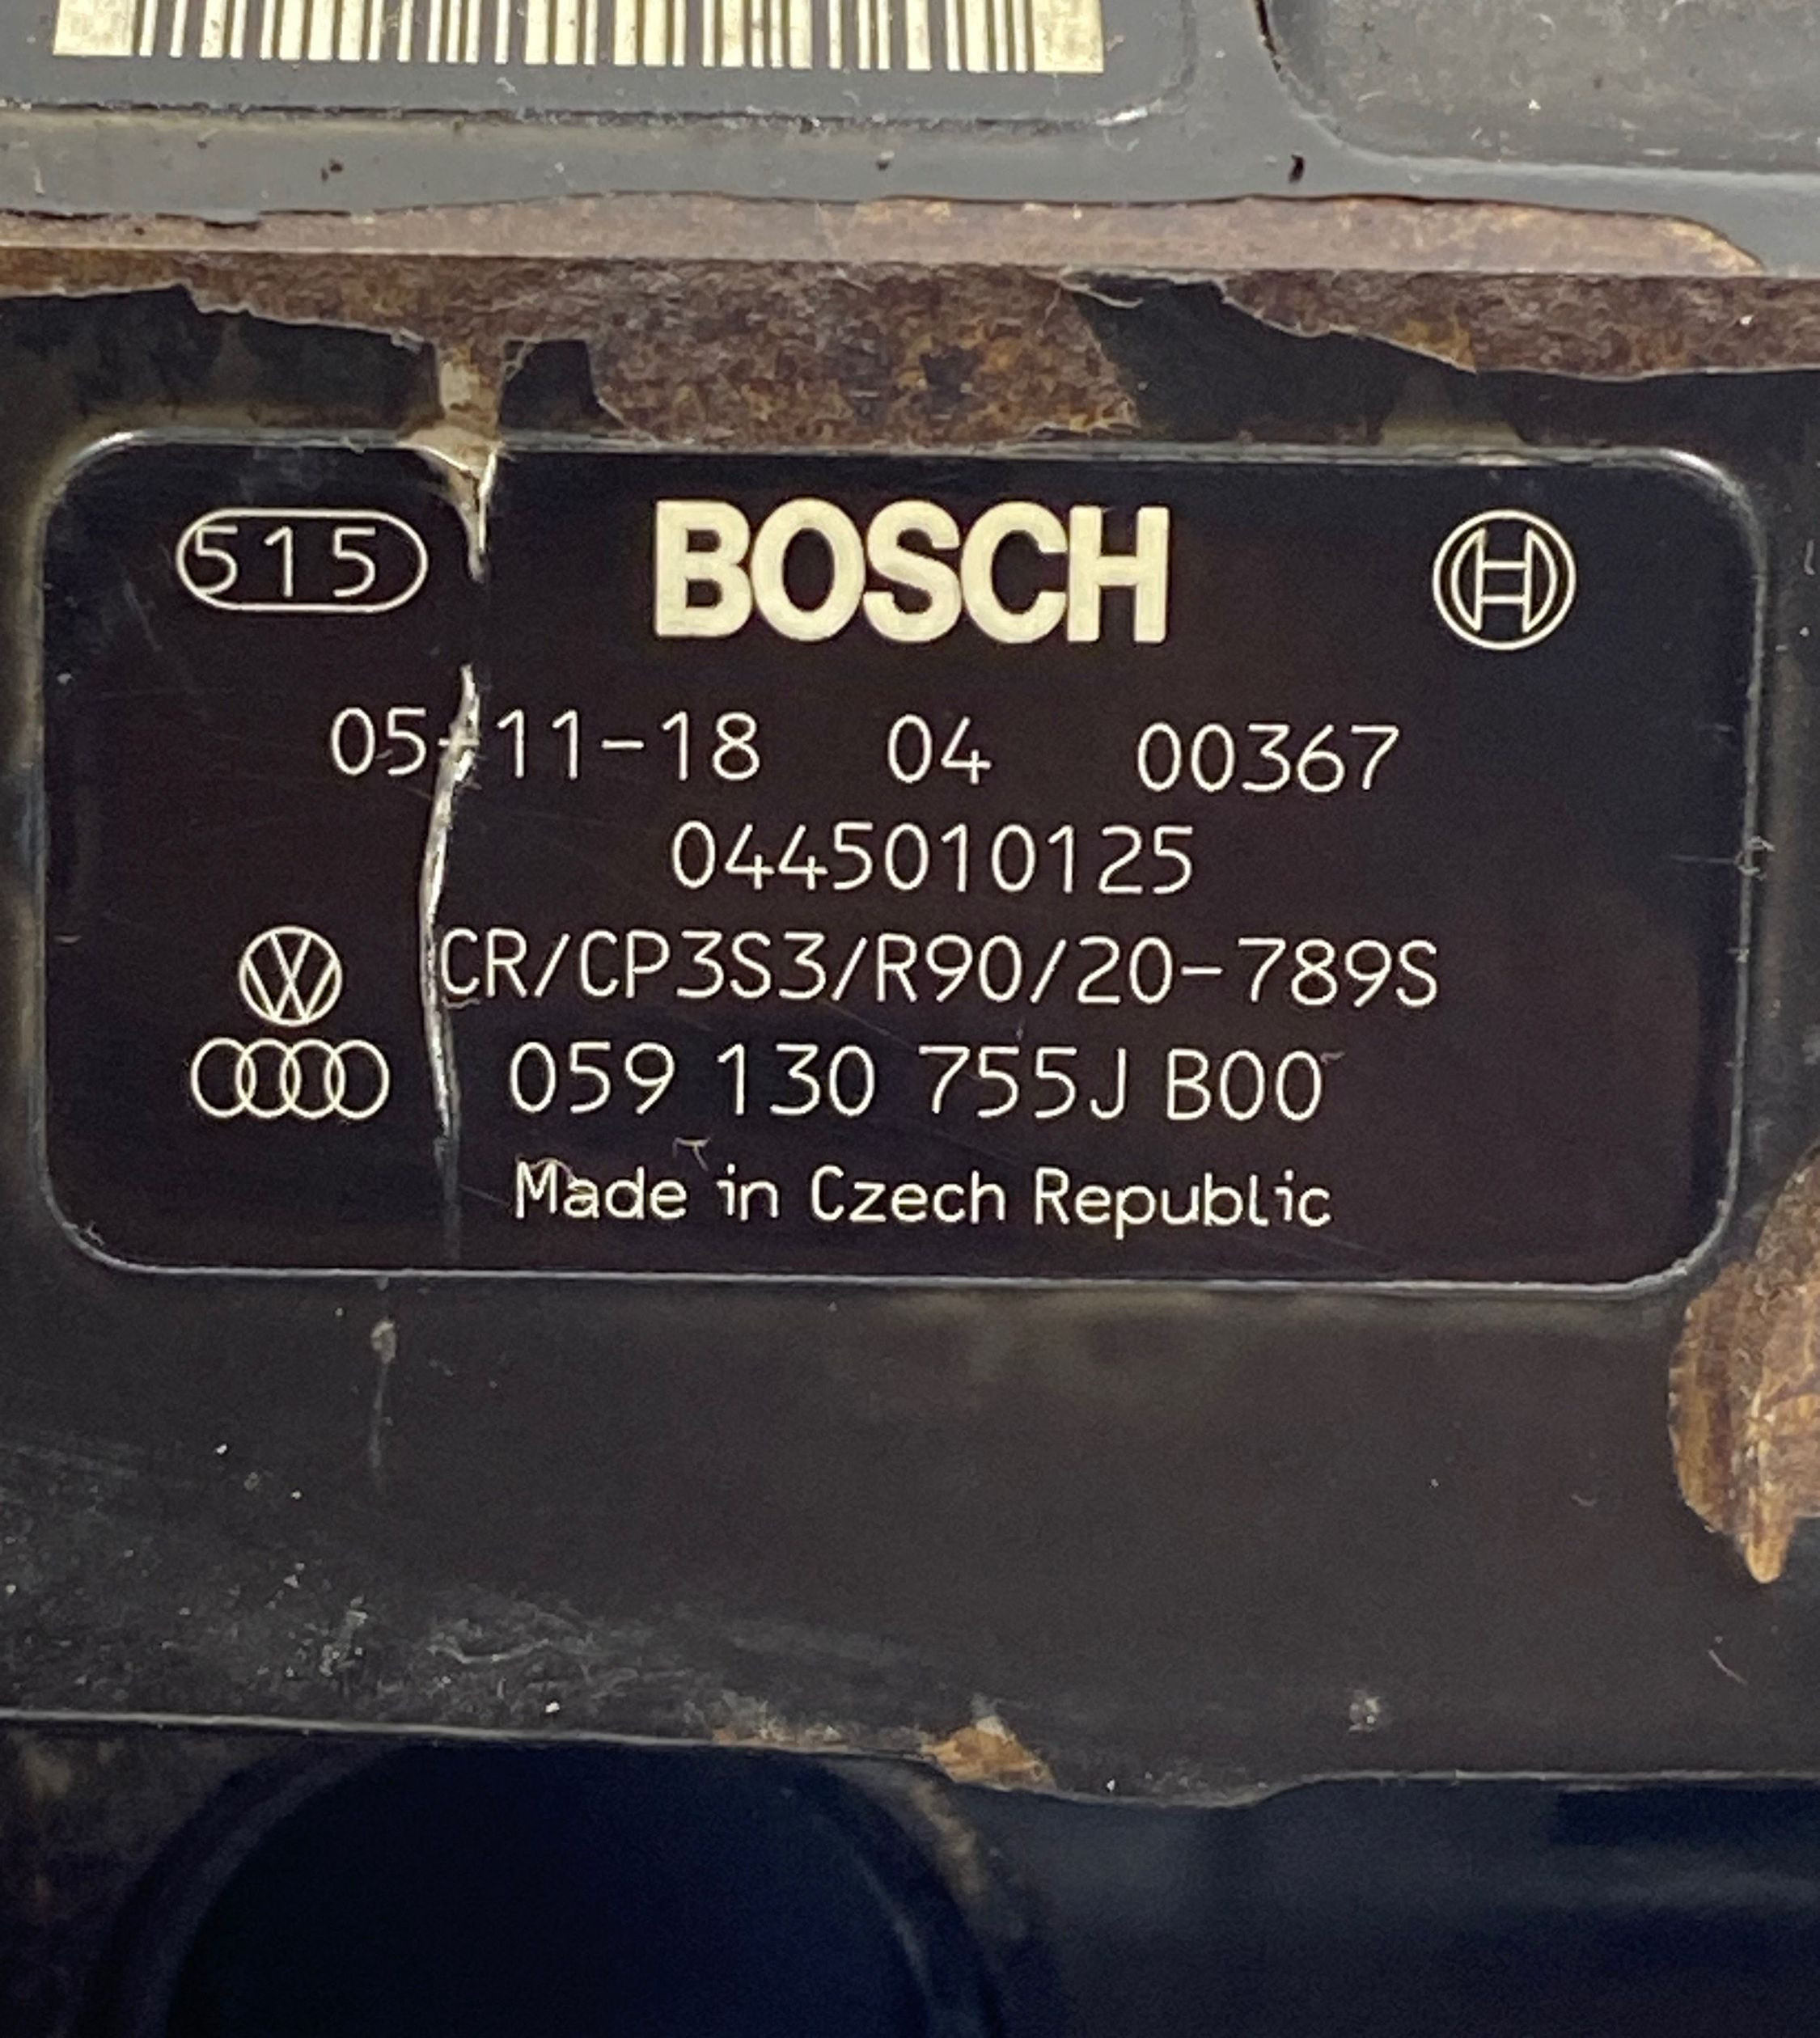 515 BOSCH
05-11-18 04 00367
0445010125
CR/CP3S3/R90/20-789S
059 130 755J B00
Made in Czech Republic